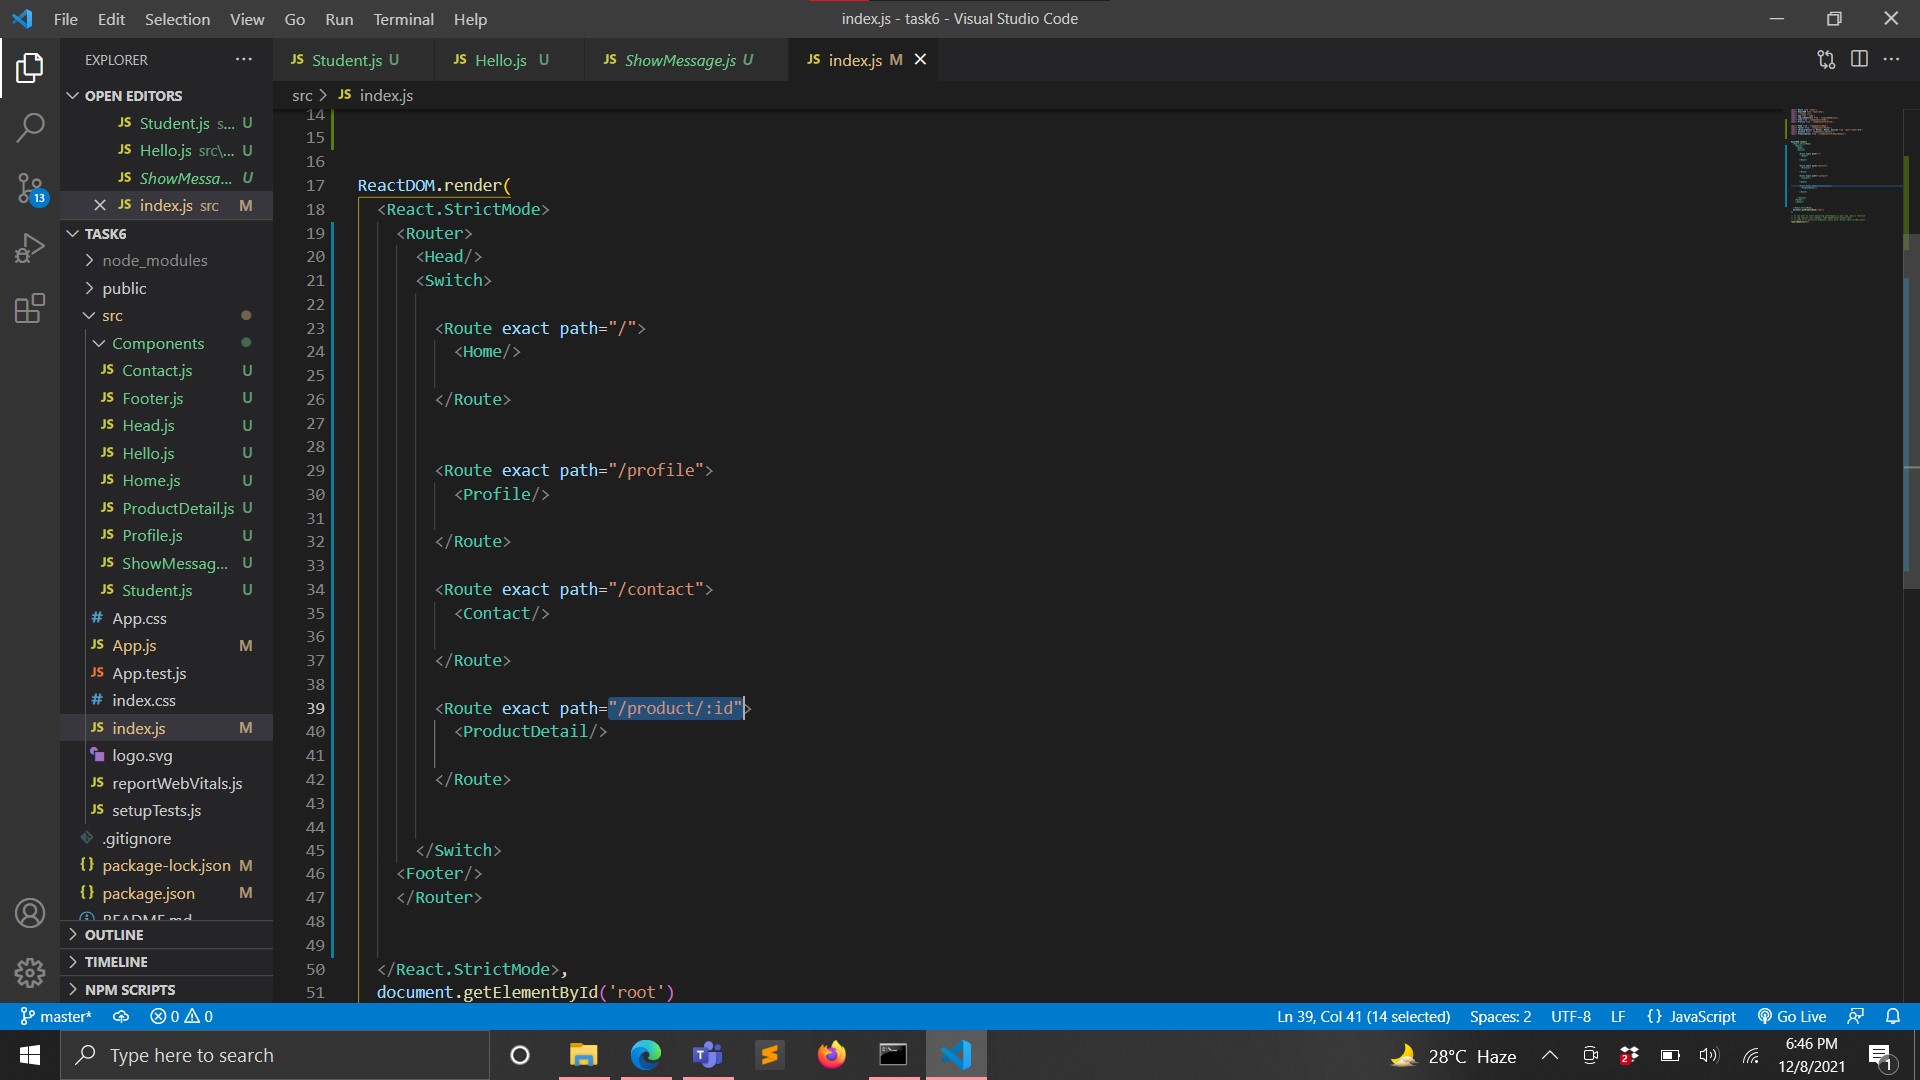 File Edit Selection View Go Run Terminal Help
index.js - task6 - Visual Studio Code
EXPLORER ···
JS Student.js U
JS Hello.js U
JS ShowMessage.js U
JS index.js M
src > JS index.js
OPEN EDITORS
JS Student.js s... U
JS Hello.js src\... U
JS ShowMessa... U
JS index.js src M
13
TASK6
node_modules
public
src
Components
JS Contact.js U
JS Footer.js U
JS Head.js U
JS Hello.js U
JS Home.js U
JS ProductDetail.js U
JS Profile.js U
JS ShowMessag... U
JS Student.js U
# App.css
JS App.js M
JS App.test.js
# index.css
JS index.js M
logo.svg
JS reportWebVitals.js
JS setupTests.js
.gitignore
{} package-lock.json M
{} package.json M
README.md
OUTLINE
TIMELINE
NPM SCRIPTS
14
15
16
17 ReactDOM.render(
18 <React.StrictMode>
19 <Router>
20 <Head/>
21 <Switch>
22
23 <Route exact path="/">
24 <Home/>
25
26 </Route>
27
28
29 <Route exact path="/profile">
30 <Profile/>
31
32 </Route>
33
34 <Route exact path="/contact">
35 <Contact/>
36
37 </Route>
38
39 <Route exact path="/product/:id">
40 <ProductDetail/>
41
42 </Route>
43
44
45 </Switch>
46 <Footer/>
47 </Router>
48
49
50 </React.StrictMode>,
51 document.getElementById('root')
master* 0 0
Ln 39, Col 41 (14 selected) Spaces: 2 UTF-8 LF {} JavaScript Go Live
Type here to search
28°C Haze
2
6:46 PM
12/8/2021
1